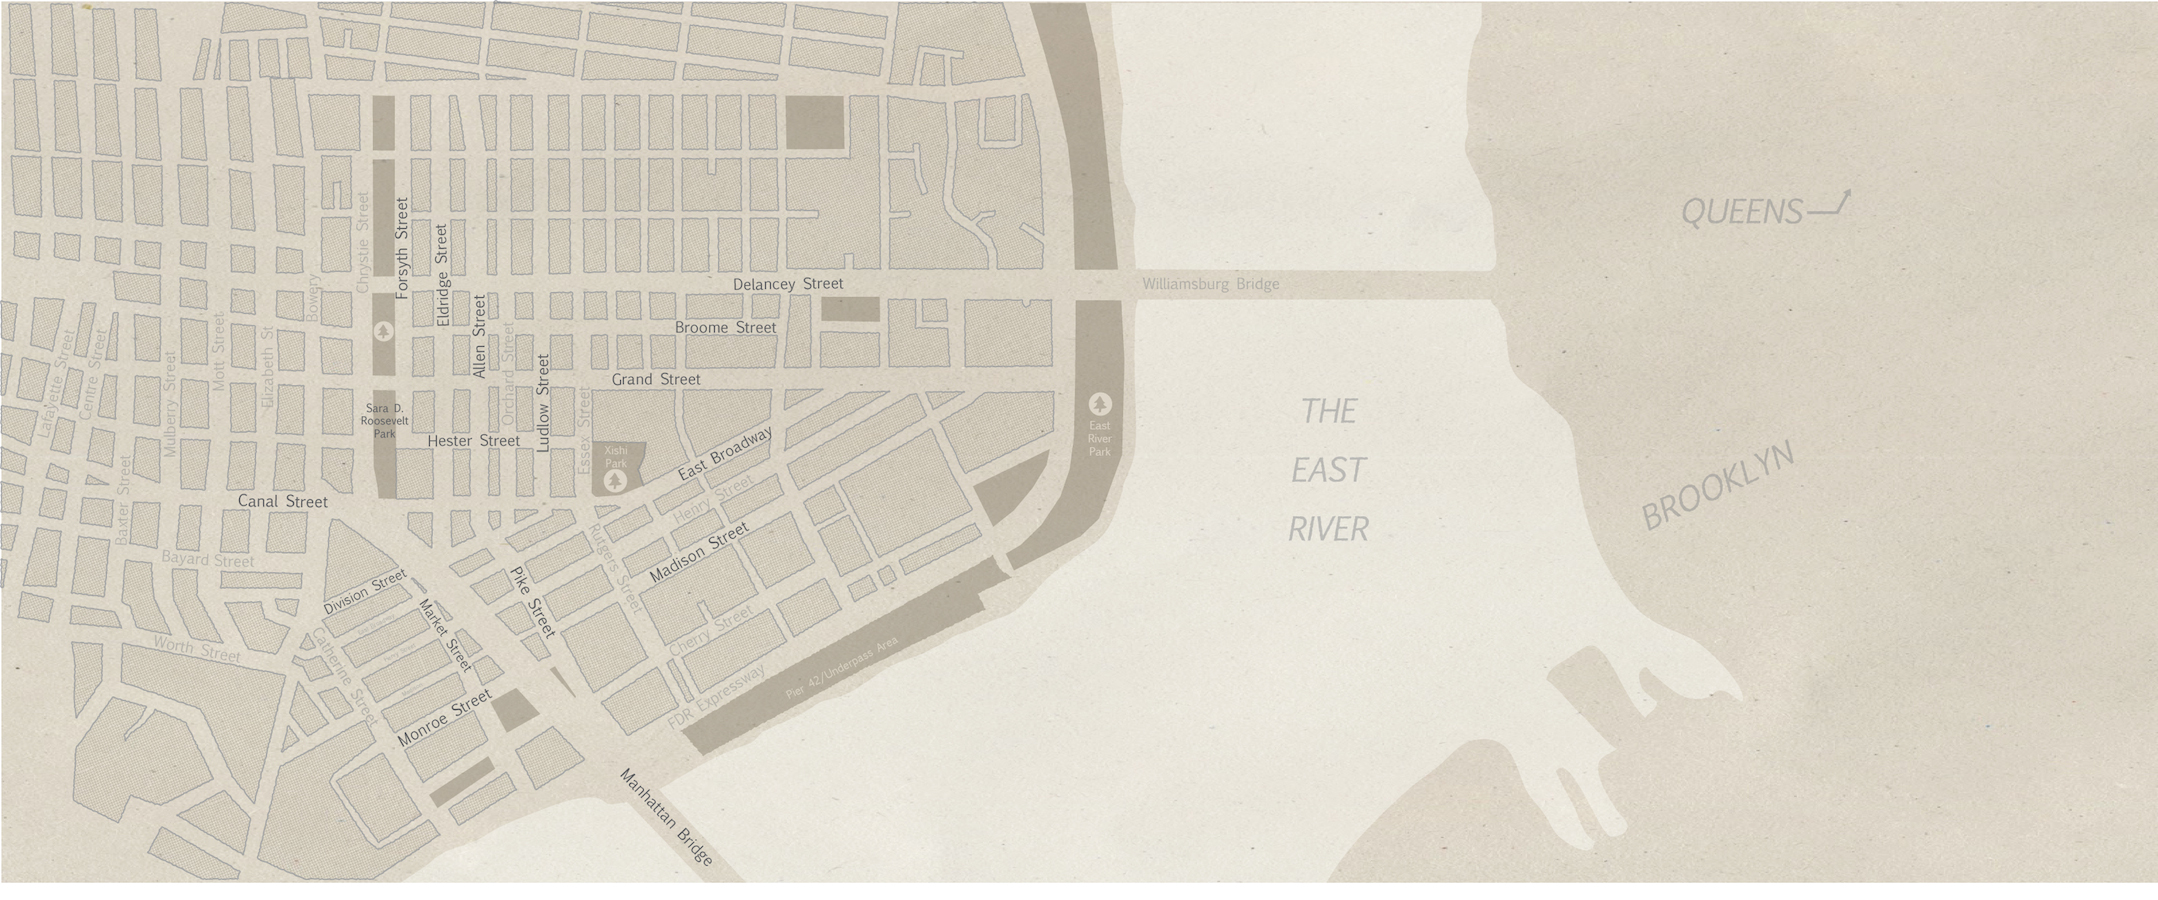 QUEENS
Chrystie Street
Forsyth Street
Eldridge Street
Bowery
Delancey Street
Williamsburg Bridge
Allen Street
Broome Street
Orchard Street
Lafayette Street
Centre Street
Mulberry Street
Mott Street
Elizabeth St
Ludlow Street
Grand Street
Essex Street
Sara D.
Roosevelt
Park
Hester Street
Xishi
Park
East Broadway
East
River
Park
THE
EAST
RIVER
BROOKLYN
Baxter Street
Canal Street
Henry Street
Rutgers Street
Madison Street
Bayard Street
Division Street
Pike Street
Market Street
Worth Street
Catherine Street
Cherry Street
Pier 42/Underpass Area
FDR Expressway
Monroe Street
Manhattan Bridge